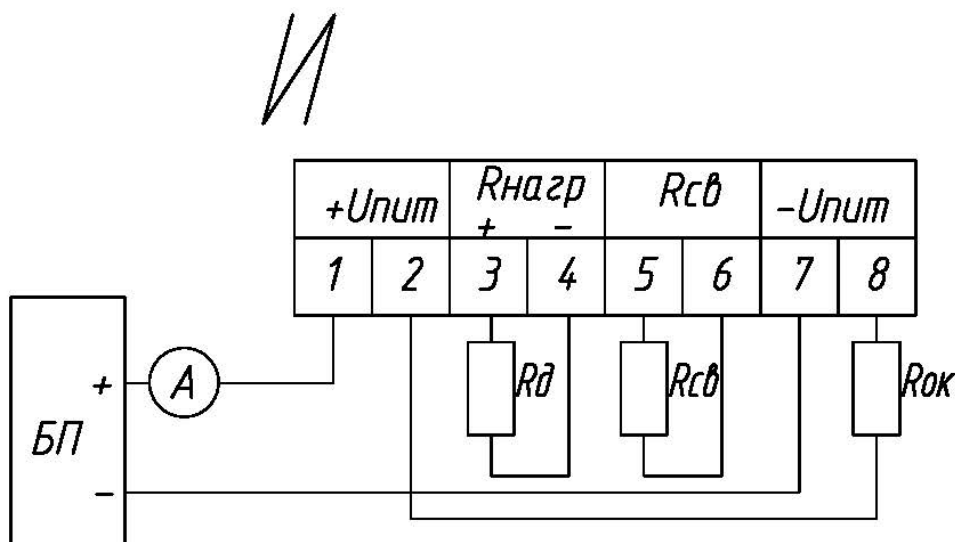 И
+Uпит Rнагр Rсв -Uпит
+ -
1 2 3 4 5 6 7 8
+ А Rд Rсв Rок
БП
-